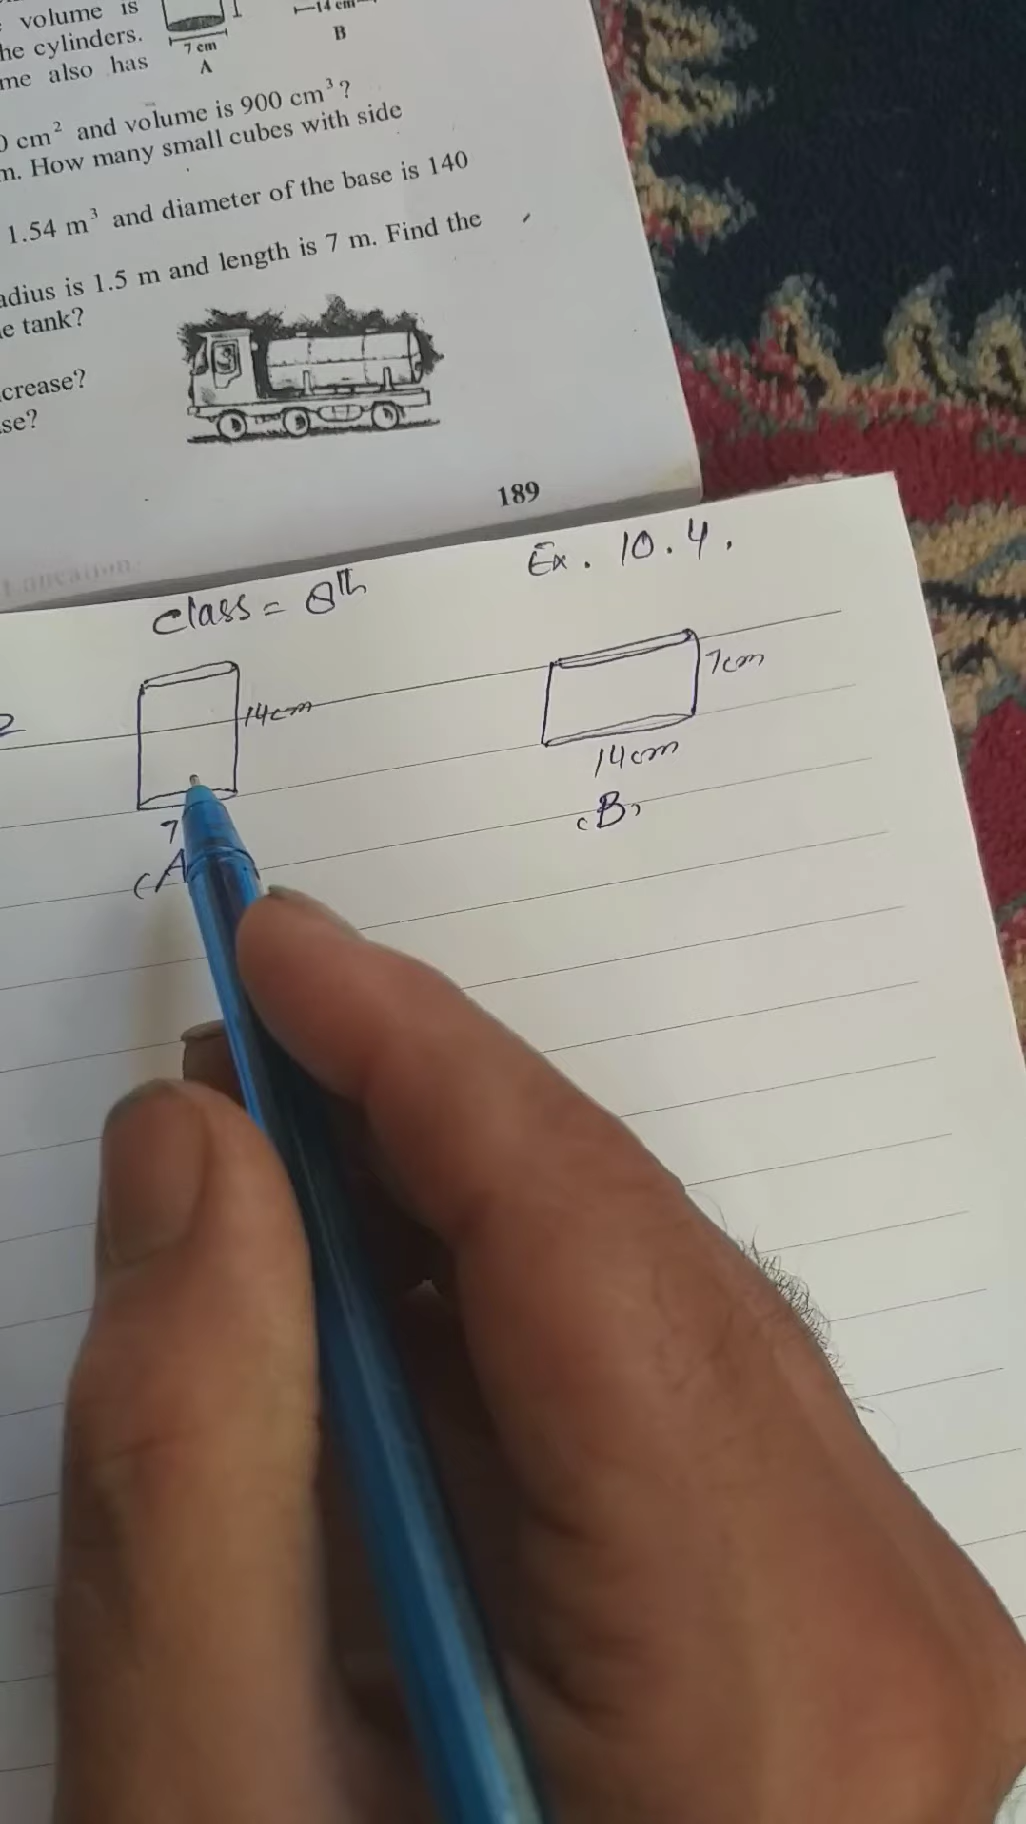 volume is
he cylinders.
me also has
7 cm
A
14 cm
B
0 cm² and volume is 900 cm³ ?
m. How many small cubes with side
1.54 m³ and diameter of the base is 140
adius is 1.5 m and length is 7 m. Find the
e tank?
crease?
se?
189
Class = 8th
Ex. 10.4.
14cm
7
(A
7cm
14cm
(B)